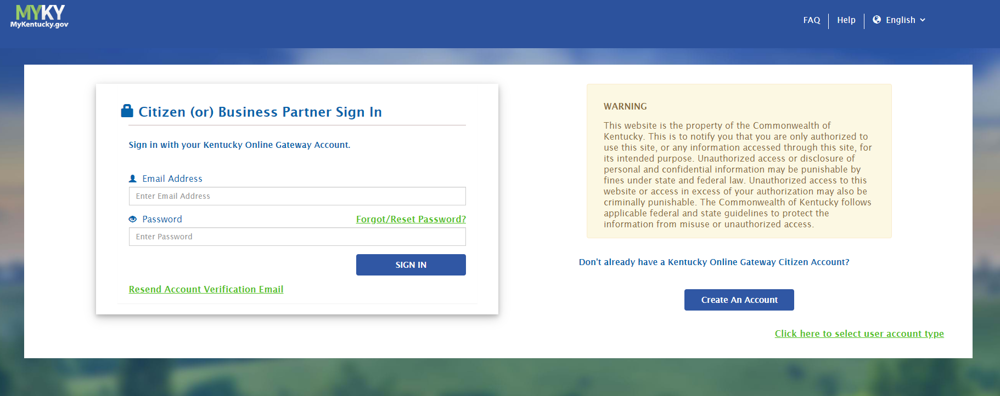 MYKY
MyKentucky.gov
FAQ
Help
English
Citizen (or) Business Partner Sign In
Sign in with your Kentucky Online Gateway Account.
Email Address
Enter Email Address
Password
Forgot/Reset Password?
Enter Password
SIGN IN
Resend Account Verification Email
WARNING
This website is the property of the Commonwealth of
Kentucky. This is to notify you that you are only authorized to
use this site, or any information accessed through this site, for
its intended purpose. Unauthorized access or disclosure of
personal and confidential information may be punishable by
fines under state and federal law. Unauthorized access to this
website or access in excess of your authorization may also be
criminally punishable. The Commonwealth of Kentucky follows
applicable federal and state guidelines to protect the
information from misuse or unauthorized access.
Don't already have a Kentucky Online Gateway Citizen Account?
Create An Account
Click here to select user account type